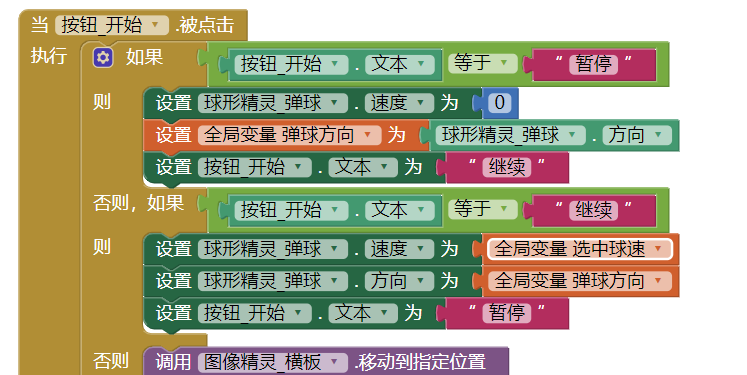 当 按钮_开始 .被点击
执行 如果 按钮_开始 . 文本 等于 “ 暂停 ”
则 设置 球形精灵_弹球 . 速度 为 0
设置 全局变量 弹球方向 为 球形精灵_弹球 . 方向
设置 按钮_开始 . 文本 为 “ 继续 ”
否则，如果 按钮_开始 . 文本 等于 “ 继续 ”
则 设置 球形精灵_弹球 . 速度 为 全局变量 选中球速
设置 球形精灵_弹球 . 方向 为 全局变量 弹球方向
设置 按钮_开始 . 文本 为 “ 暂停 ”
否则 调用 图像精灵_横板 .移动到指定位置